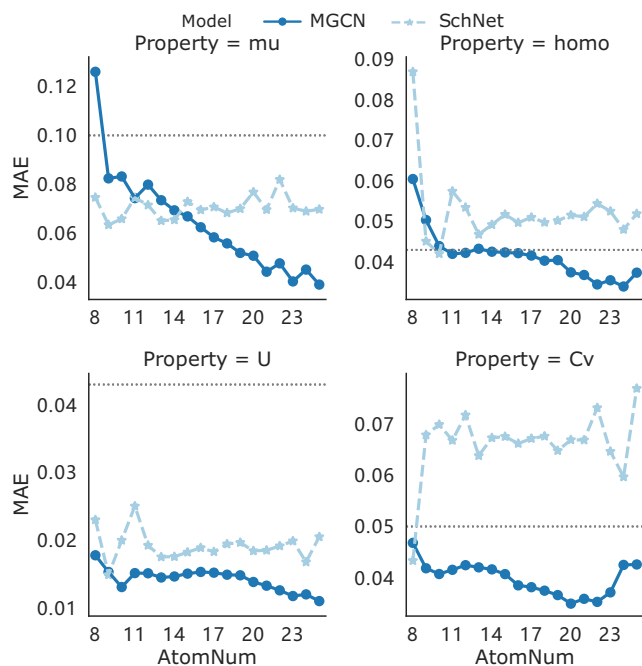 Model MGCN SchNet
Property = mu
0.12
0.10
0.08
0.06
0.04
MAE
8 11 14 17 20 23
Property = homo
0.09
0.08
0.07
0.06
0.05
0.04
8 11 14 17 20 23
Property = U
0.04
0.03
0.02
0.01
MAE
8 11 14 17 20 23
AtomNum
Property = Cv
0.07
0.06
0.05
0.04
8 11 14 17 20 23
AtomNum